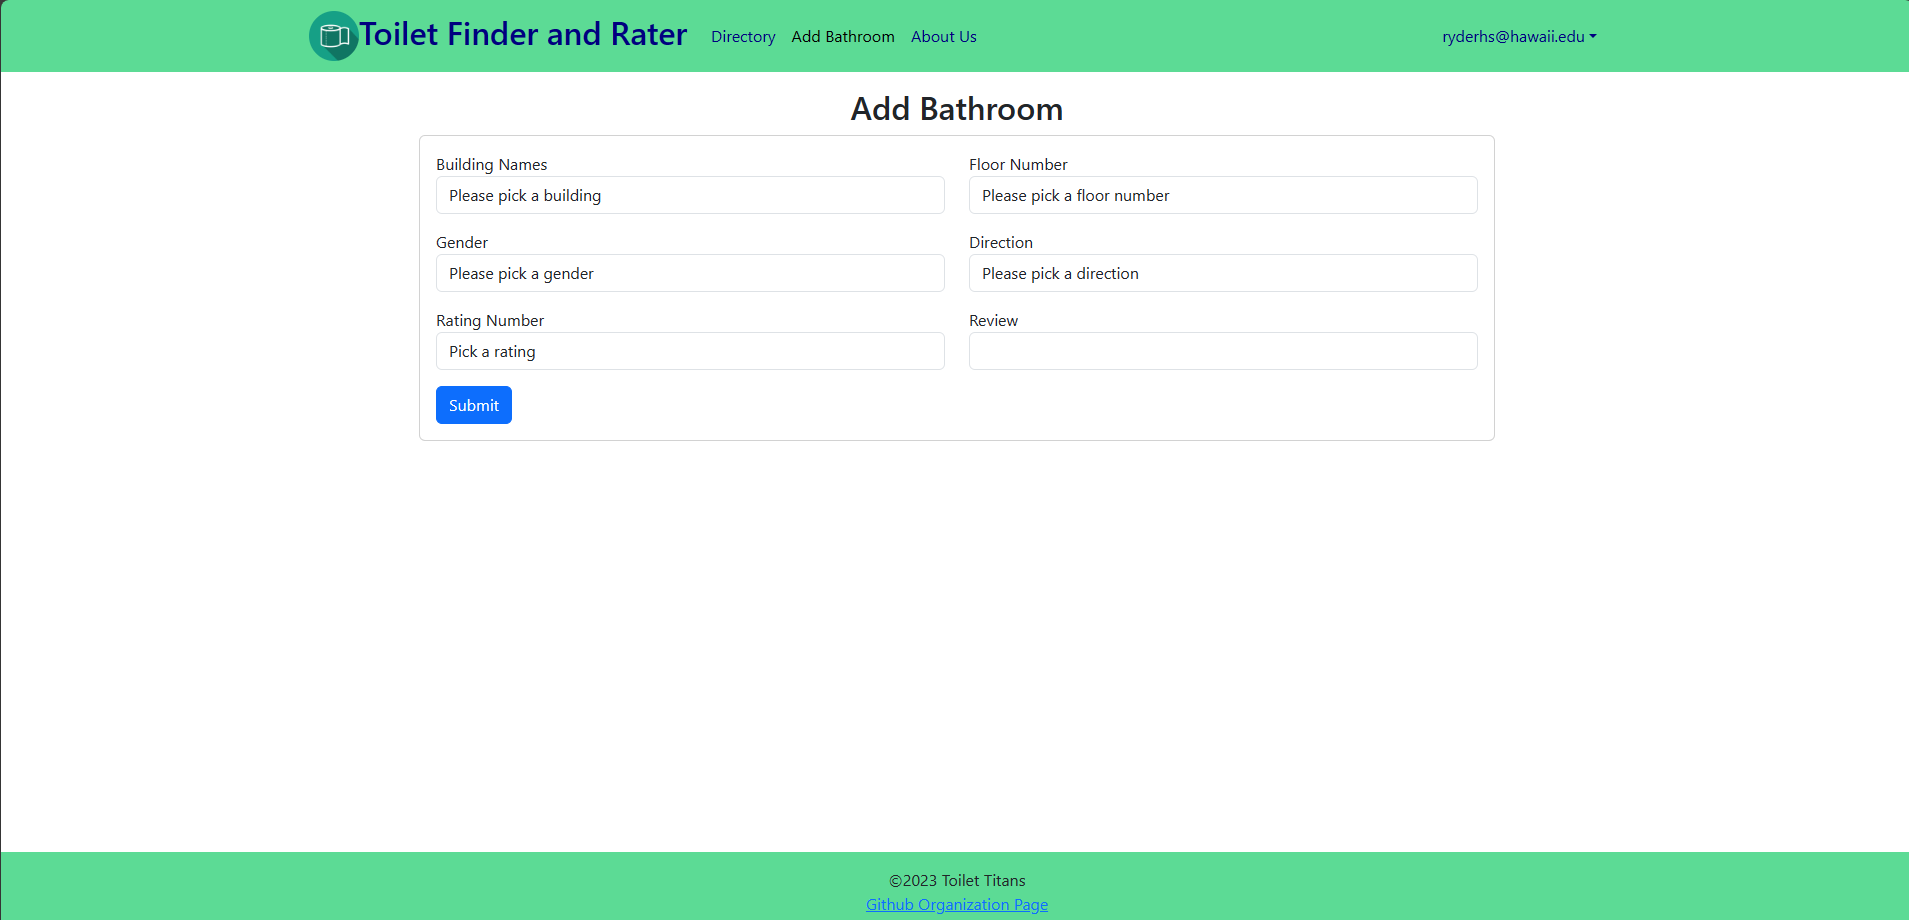 Toilet Finder and Rater Directory Add Bathroom About Us ryderhs@hawaii.edu
Add Bathroom
Building Names Floor Number
Please pick a building Please pick a floor number
Gender Direction
Please pick a gender Please pick a direction
Rating Number Review
Pick a rating
Submit
©2023 Toilet Titans
Github Organization Page